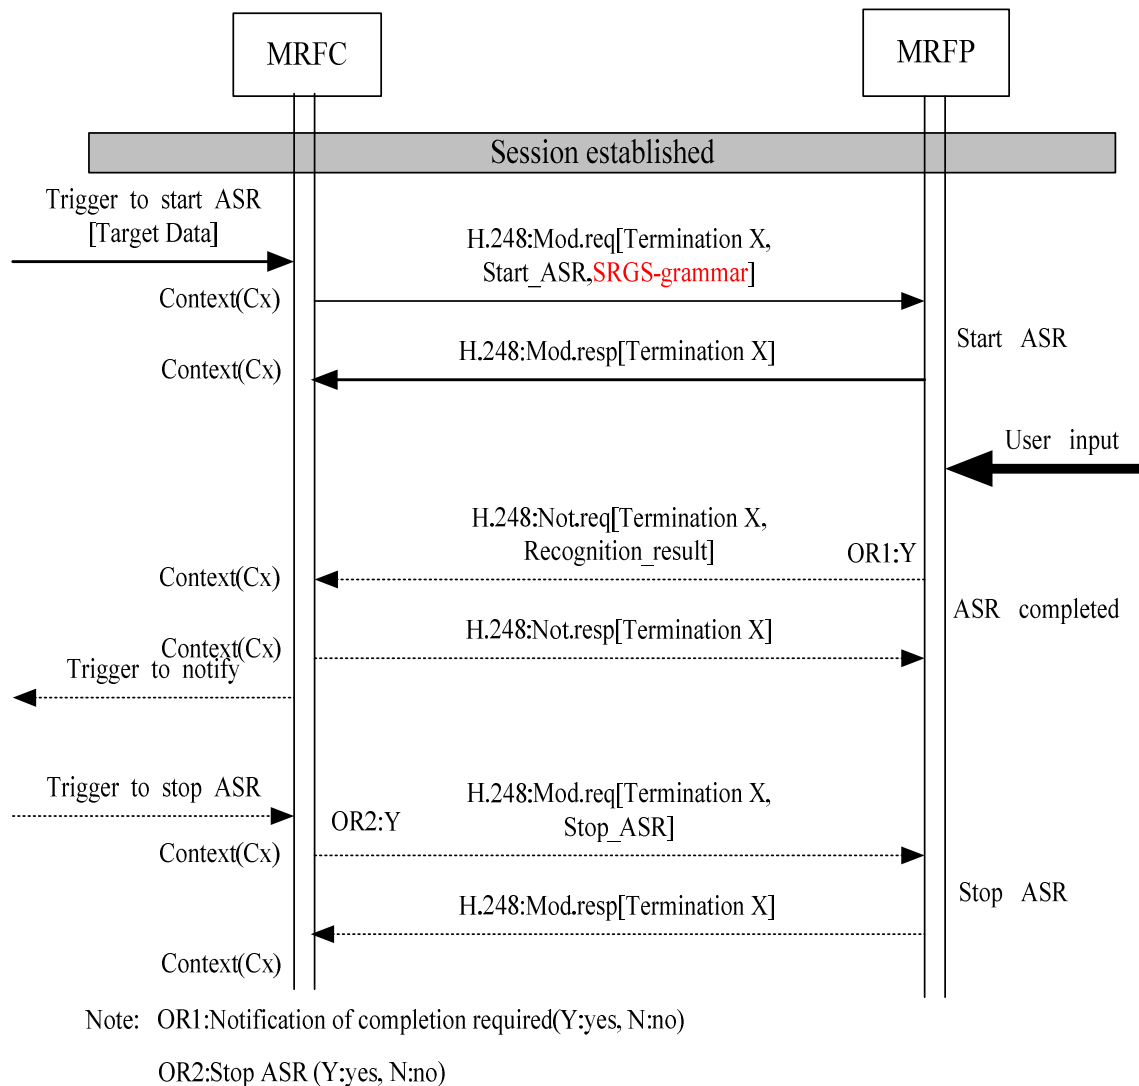 MRFC
MRFP
Session established
Trigger to start ASR
[Target Data]
H.248:Mod.req[Termination X,
Start_ASR,SRGS-grammar]
Context(Cx)
Start ASR
H.248:Mod.resp[Termination X]
Context(Cx)
User input
H.248:Not.req[Termination X,
Recognition_result]
OR1:Y
Context(Cx)
ASR completed
H.248:Not.resp[Termination X]
Context(Cx)
Trigger to notify
Trigger to stop ASR
H.248:Mod.req[Termination X,
Stop_ASR]
OR2:Y
Context(Cx)
Stop ASR
H.248:Mod.resp[Termination X]
Context(Cx)
Note: OR1:Notification of completion required(Y:yes, N:no)
OR2:Stop ASR (Y:yes, N:no)